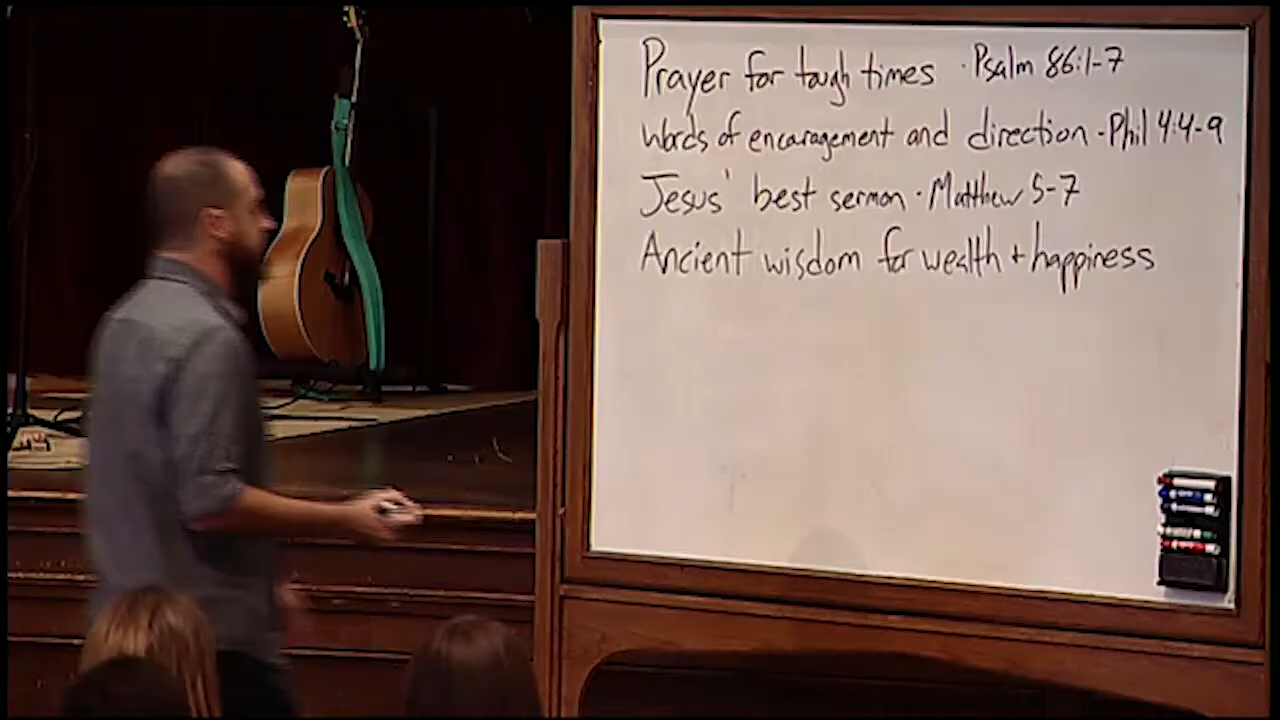 Prayer for tough times · Psalm 86:1-7
Words of encouragement and direction - Phil 4:4-9
Jesus' best sermon · Matthew 5-7
Ancient wisdom for wealth + happiness